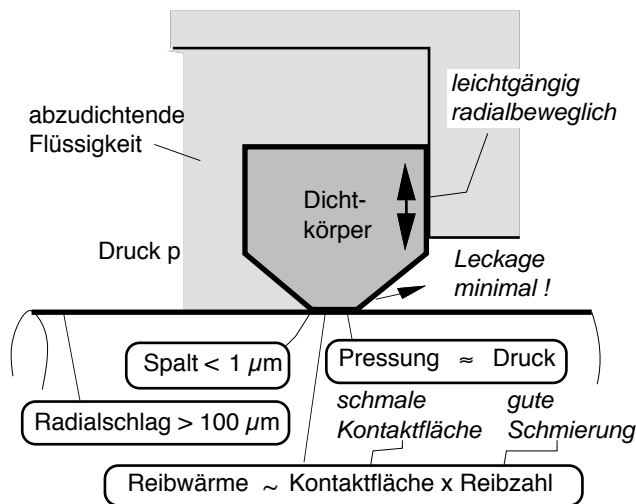 leichtgängig
radialbeweglich
abzudichtende
Flüssigkeit
Dicht-
körper
Druck p
Leckage
minimal !
Spalt < 1 µm
Pressung ≈ Druck
Radialschlag > 100 µm
schmale
Kontaktfläche
gute
Schmierung
Reibwärme ~ Kontaktfläche x Reibzahl